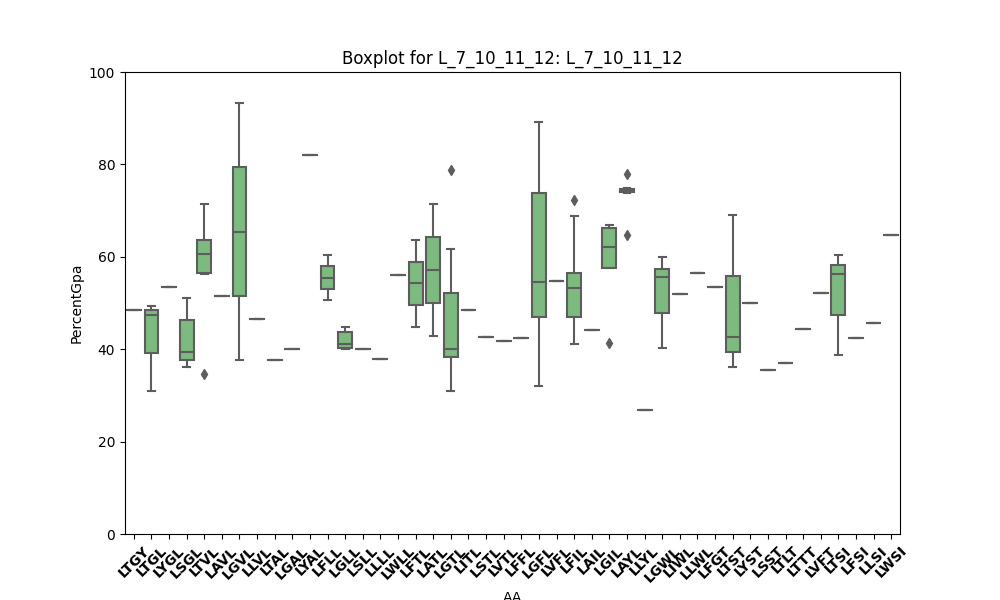 Boxplot for L_7_10_11_12: L_7_10_11_12
100
80
60
40
20
0
PercentGpa
LTGY LTGL LYGL LSGL LTVL LAVL LGVL LLVL LTAL LGAL LYAL LFLL LGLL LSLL LLLL LWLL LFTL LATL LGTL LITL LSTL LVTL LFFL LGFL LVFL LFIL LAIL LGIL LAYL LLYL LGWL LIWL LLWL LFGT LTST LYST LSST LTLT LTTT LVFT LTSI LFSI LLSI LWSI
AA